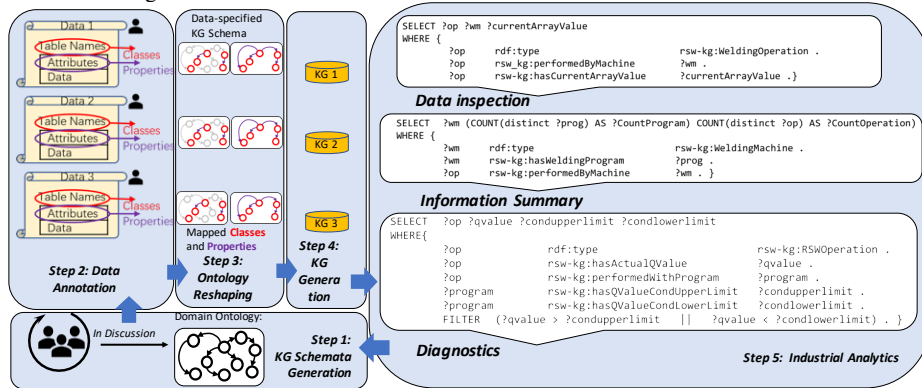 Data 1
Table Names
Attributes
Data
Classes
Properties
Data 2
Table Names
Attributes
Data
Classes
Properties
Data 3
Table Names
Attributes
Data
Classes
Properties
Step 2: Data
Annotation
Data-specified
KG Schema
Mapped Classes
and Properties
Step 3:
Ontology
Reshaping
KG 1
KG 2
KG 3
Step 4:
KG
Genera
tion
In Discussion
Domain Ontology:
Step 1:
KG Schemata
Generation
SELECT ?op ?wm ?currentArrayValue
WHERE {
?op rdf:type rsw-kg:WeldingOperation .
?op rsw_kg:performedByMachine ?wm .
?op rsw-kg:hasCurrentArrayValue ?currentArrayValue .}
Data inspection
SELECT ?wm (COUNT(distinct ?prog) AS ?CountProgram) COUNT(distinct ?op) AS ?CountOperation)
WHERE {
?wm rdf:type rsw-kg:WeldingMachine .
?wm rsw-kg:hasWeldingProgram ?prog .
?op rsw-kg:performedByMachine ?wm . }
Information Summary
SELECT ?op ?qvalue ?condupperlimit ?condlowerlimit
WHERE{
?op rdf:type rsw-kg:RSWOperation .
?op rsw-kg:hasActualQValue ?qvalue .
?op rsw-kg:performedWithProgram ?program .
?program rsw-kg:hasQValueCondUpperLimit ?condupperlimit .
?program rsw-kg:hasQValueCondLowerLimit ?condlowerlimit .
FILTER (?qvalue > ?condupperlimit || ?qvalue < ?condlowerlimit) . }
Diagnostics
Step 5: Industrial Analytics